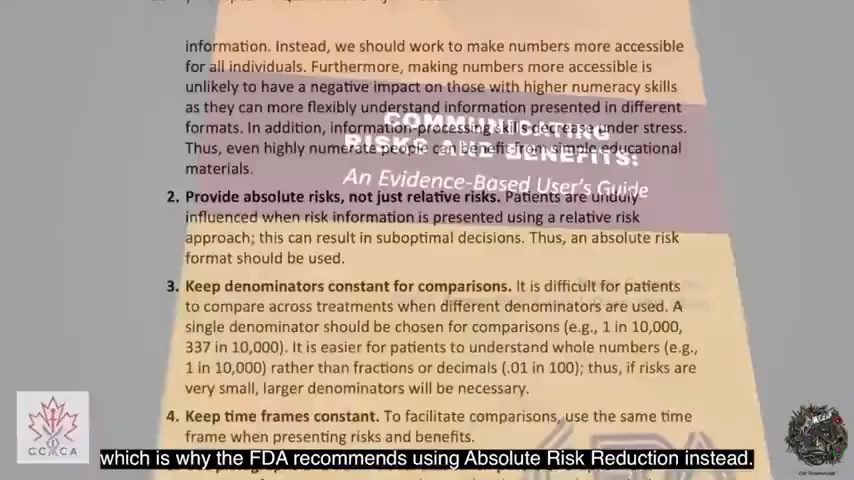 information. Instead, we should work to make numbers more accessible
for all individuals. Furthermore, making numbers more accessible is
unlikely to have a negative impact on those with higher numeracy skills
as they can more flexibly understand information presented in different
formats. In addition, information-processing skills decrease under stress.
Thus, even highly numerate people can benefit from simple educational
materials.
COMMUNICATING
RISKS AND BENEFITS:
An Evidence-Based User's Guide
2. Provide absolute risks, not just relative risks. Patients are unduly
influenced when risk information is presented using a relative risk
approach; this can result in suboptimal decisions. Thus, an absolute risk
format should be used.
3. Keep denominators constant for comparisons. It is difficult for patients
to compare across treatments when different denominators are used. A
single denominator should be chosen for comparisons (e.g., 1 in 10,000,
337 in 10,000). It is easier for patients to understand whole numbers (e.g.,
1 in 10,000) rather than fractions or decimals (.01 in 100); thus, if risks are
very small, larger denominators will be necessary.
4. Keep time frames constant. To facilitate comparisons, use the same time
frame when presenting risks and benefits.
CCCA
which is why the FDA recommends using Absolute Risk Reduction instead.